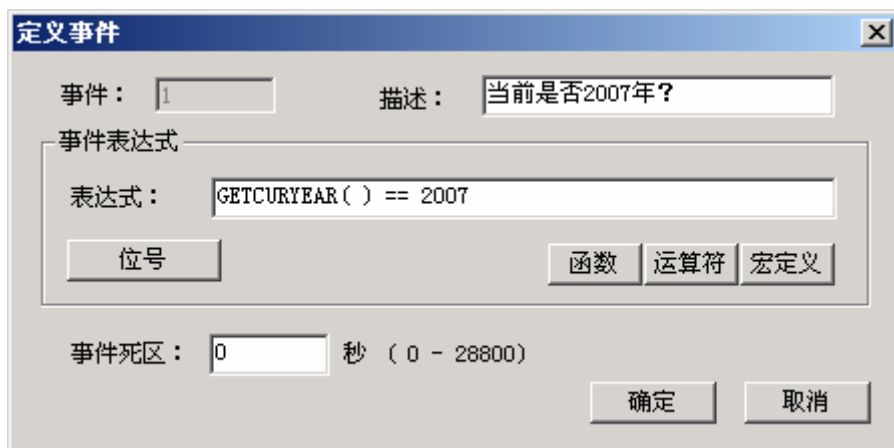 定义事件
事件： 1 描述： 当前是否2007年？
事件表达式
表达式： GETCURYEAR( ) == 2007
位号 函数 运算符 宏定义
事件死区： 0 秒 ( 0 - 28800)
确定 取消